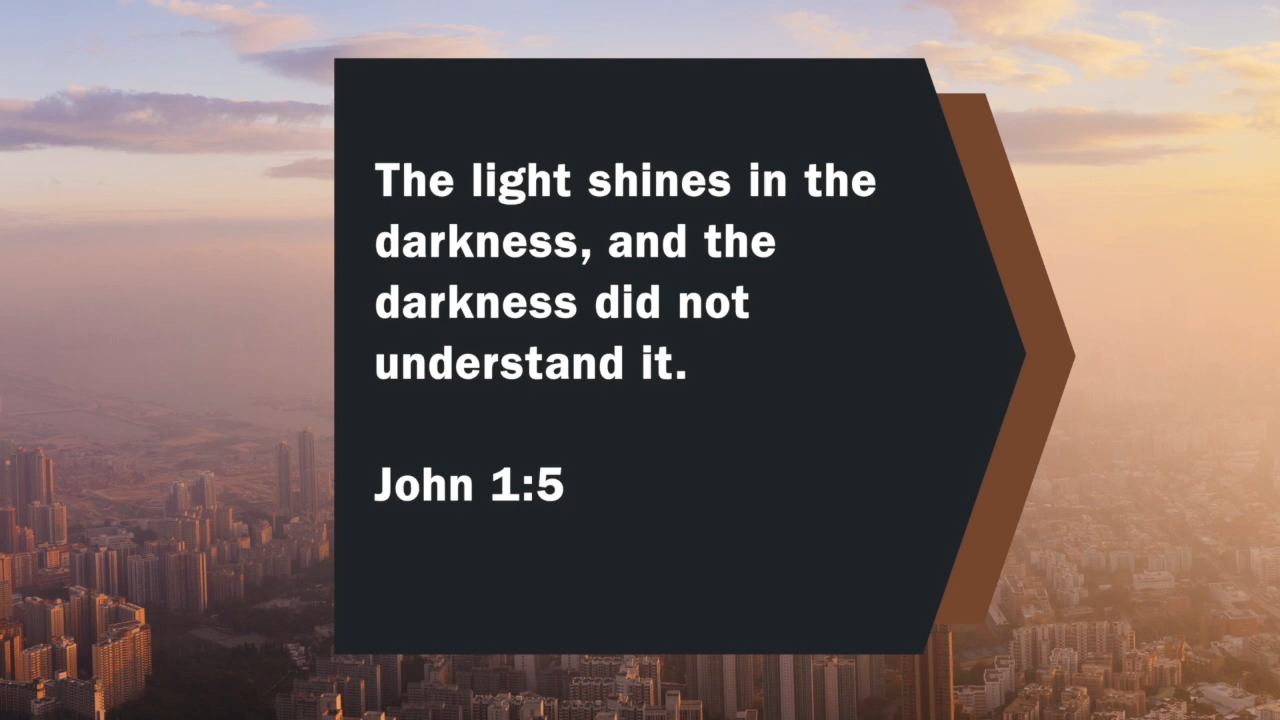 The light shines in the
darkness, and the
darkness did not
understand it.
John 1:5